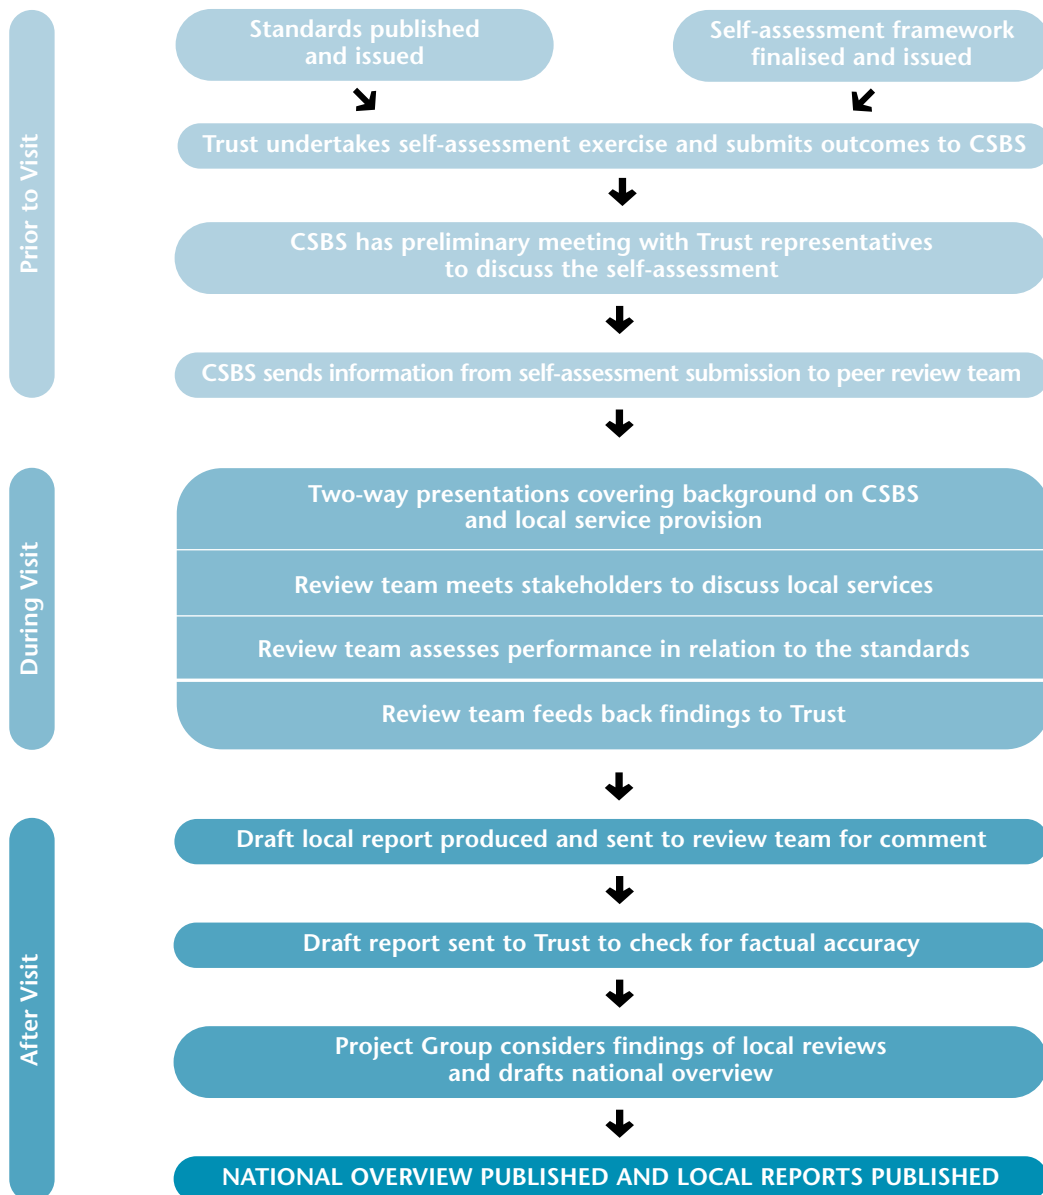 Prior to Visit
Standards published
and issued
Self-assessment framework
finalised and issued
Trust undertakes self-assessment exercise and submits outcomes to CSBS
CSBS has preliminary meeting with Trust representatives
to discuss the self-assessment
CSBS sends information from self-assessment submission to peer review team
During Visit
Two-way presentations covering background on CSBS
and local service provision
Review team meets stakeholders to discuss local services
Review team assesses performance in relation to the standards
Review team feeds back findings to Trust
After Visit
Draft local report produced and sent to review team for comment
Draft report sent to Trust to check for factual accuracy
Project Group considers findings of local reviews
and drafts national overview
NATIONAL OVERVIEW PUBLISHED AND LOCAL REPORTS PUBLISHED